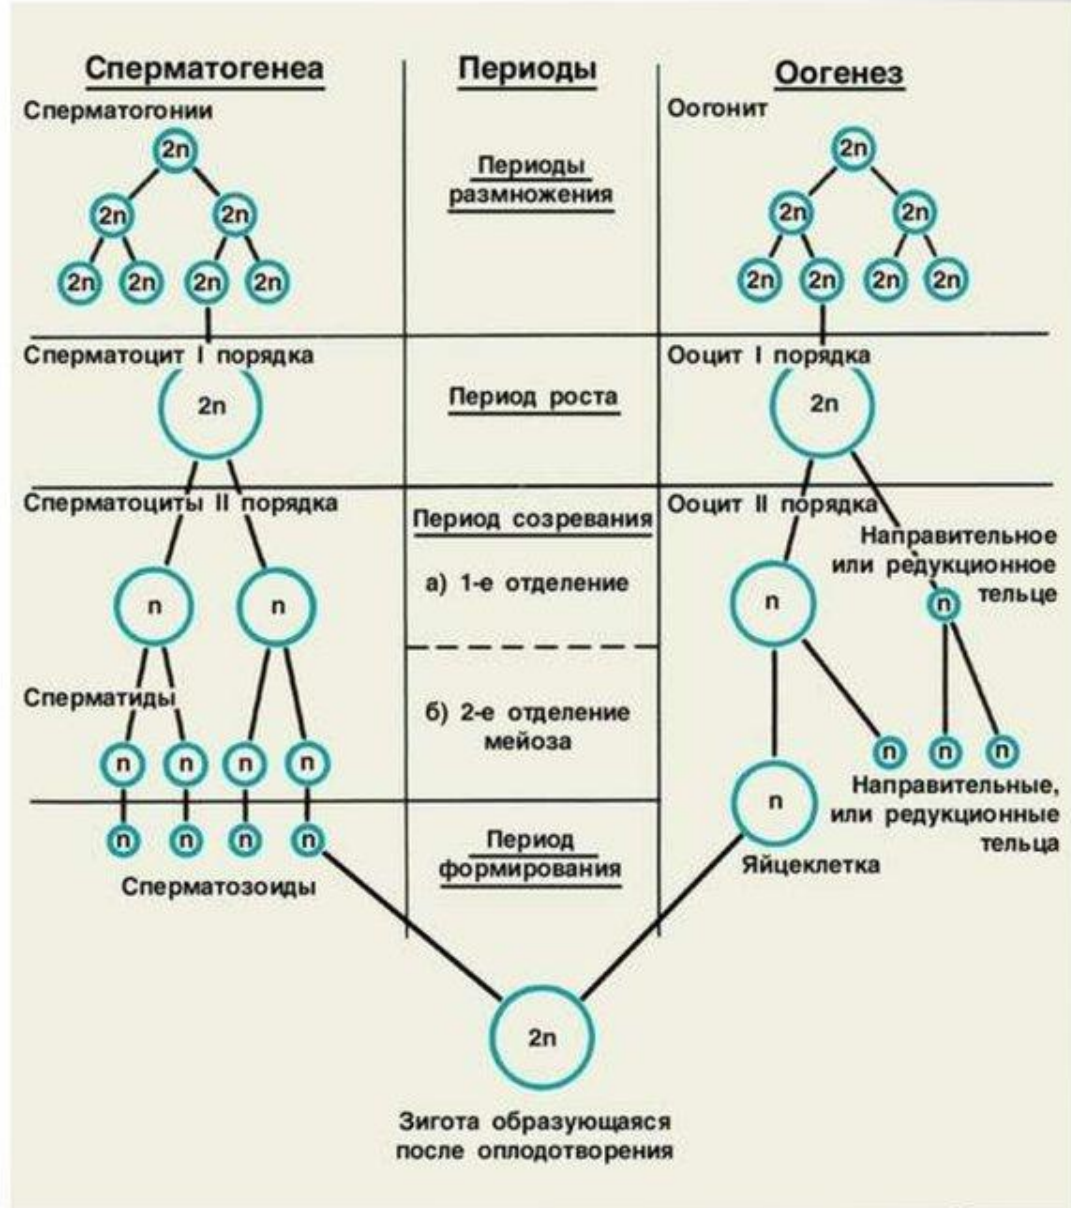 Сперматогенеа
Периоды
Оогенез
Сперматогонии
Оогонит
2n
2n
2n
2n
2n
2n
2n
Периоды
размножения
2n
2n
2n
2n
2n
2n
2n
Сперматоцит I порядка
2n
Период роста
Ооцит I порядка
2n
Сперматоциты II порядка
n
n
Период созревания
а) 1-е отделение
Ооцит II порядка
Направительное
или редукционное
тельце
n
n
Сперматиды
n
n
n
n
б) 2-е отделение
мейоза
n
n
n
Направительные,
или редукционные
тельца
n
Яйцеклетка
n
n
n
n
Сперматозоиды
Период
формирования
2n
Зигота образующаяся
после оплодотворения